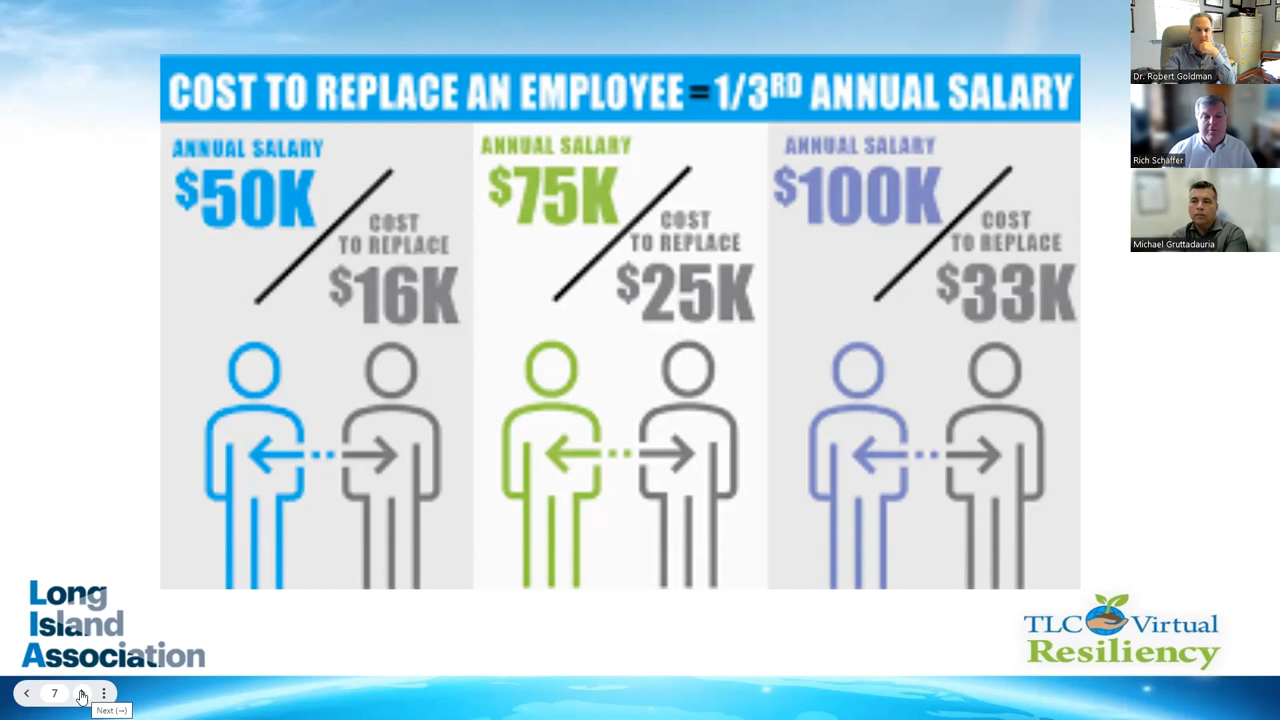 COST TO REPLACE AN EMPLOYEE = 1/3RD ANNUAL SALARY
ANNUAL SALARY
$50K
COST
TO REPLACE
$16K
ANNUAL SALARY
$75K
COST
TO REPLACE
$25K
ANNUAL SALARY
$100K
COST
TO REPLACE
$33K
Dr. Robert Goldman
Rich Schaffer
Michael Gruttadauria
Long
Island
Association
TLC Virtual
Resiliency
7
Next (→)